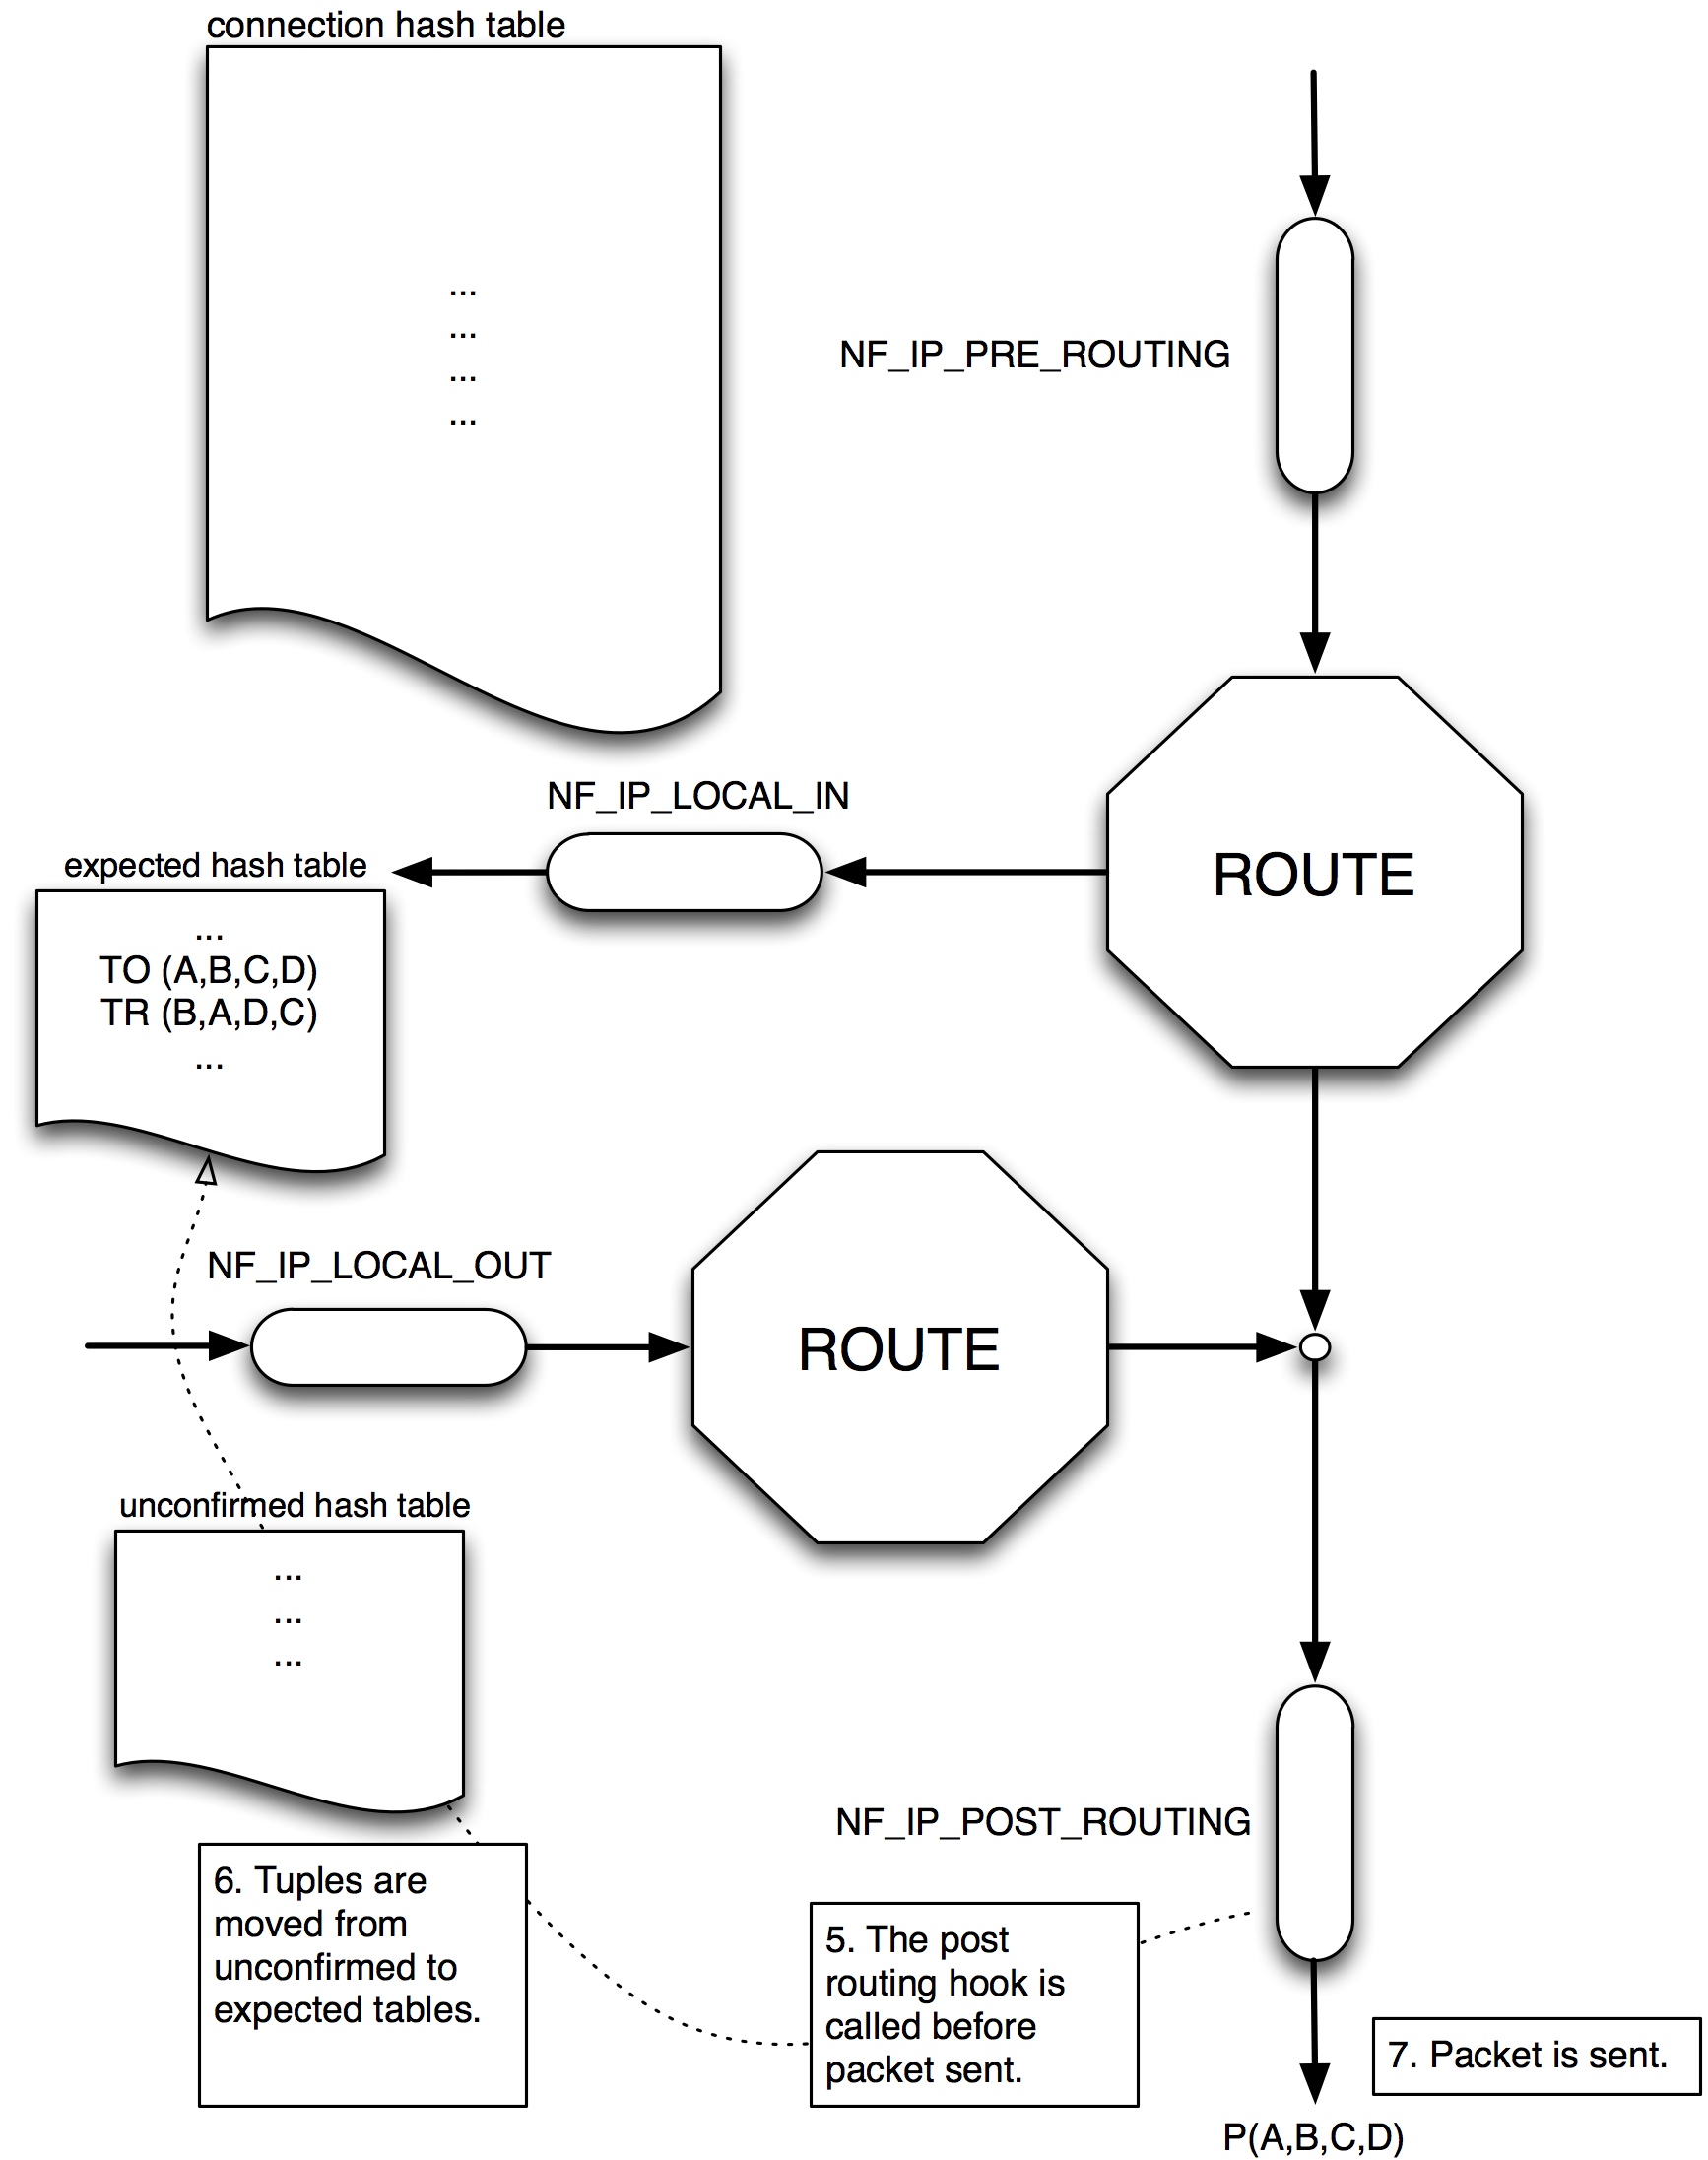 connection hash table
...
...
...
...
NF_IP_PRE_ROUTING
NF_IP_LOCAL_IN
ROUTE
expected hash table
...
TO (A,B,C,D)
TR (B,A,D,C)
...
NF_IP_LOCAL_OUT
ROUTE
unconfirmed hash table
...
...
...
NF_IP_POST_ROUTING
6. Tuples are
moved from
unconfirmed to
expected tables.
5. The post
routing hook is
called before
packet sent.
7. Packet is sent.
P(A,B,C,D)